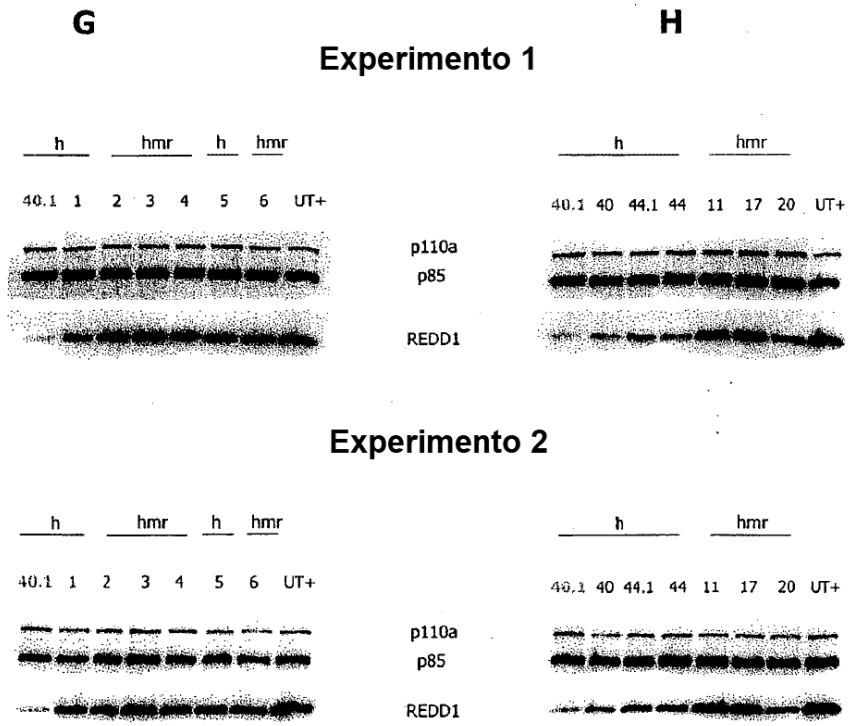 G H
Experimento 1
h hmr h hmr h hmr
40.1 1 2 3 4 5 6 UT+ 40.1 40 44.1 44 11 17 20 UT+
p110a
p85
REDD1
Experimento 2
h hmr h hmr h hmr
40.1 1 2 3 4 5 6 UT+ 40.1 40 44.1 44 11 17 20 UT+
p110a
p85
REDD1